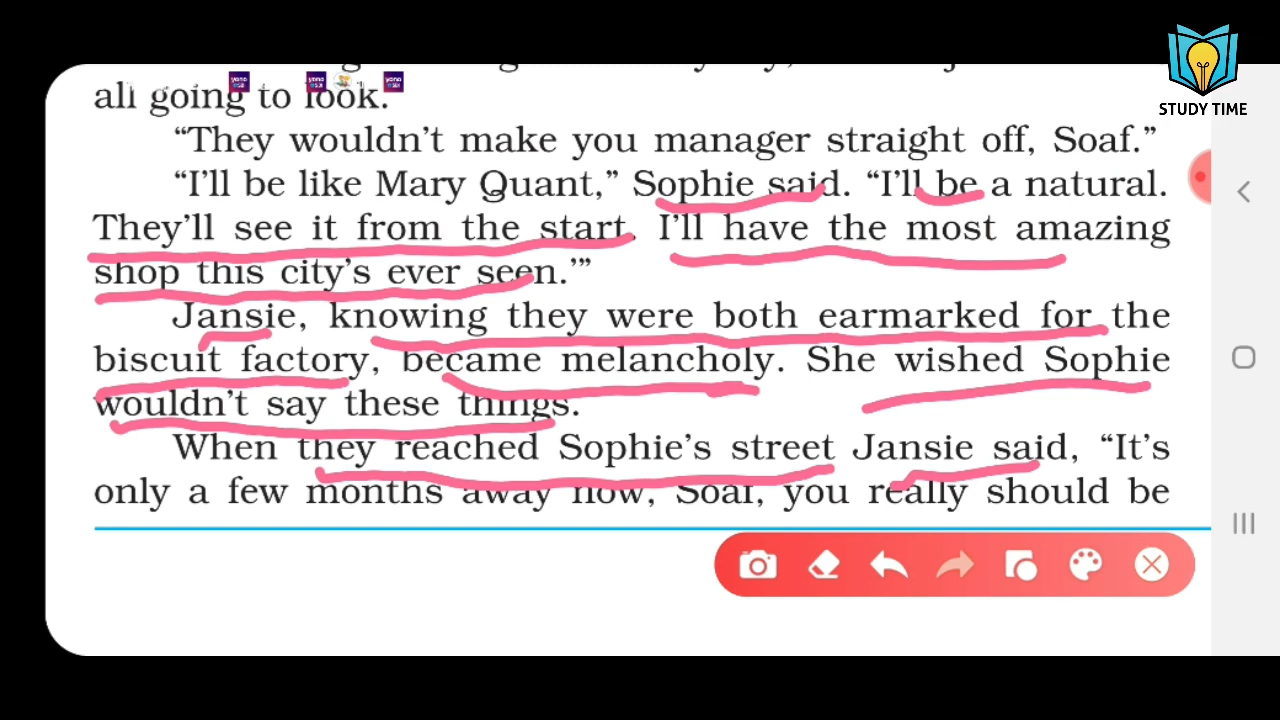 STUDY TIME
all going to look.
“They wouldn’t make you manager straight off, Soaf.”
“I’ll be like Mary Quant,” Sophie said. “I’ll be a natural.
They’ll see it from the start. I’ll have the most amazing
shop this city’s ever seen.’”
Jansie, knowing they were both earmarked for the
biscuit factory, became melancholy. She wished Sophie
wouldn’t say these things.
When they reached Sophie’s street Jansie said, “It’s
only a few months away now, Soaf, you really should be